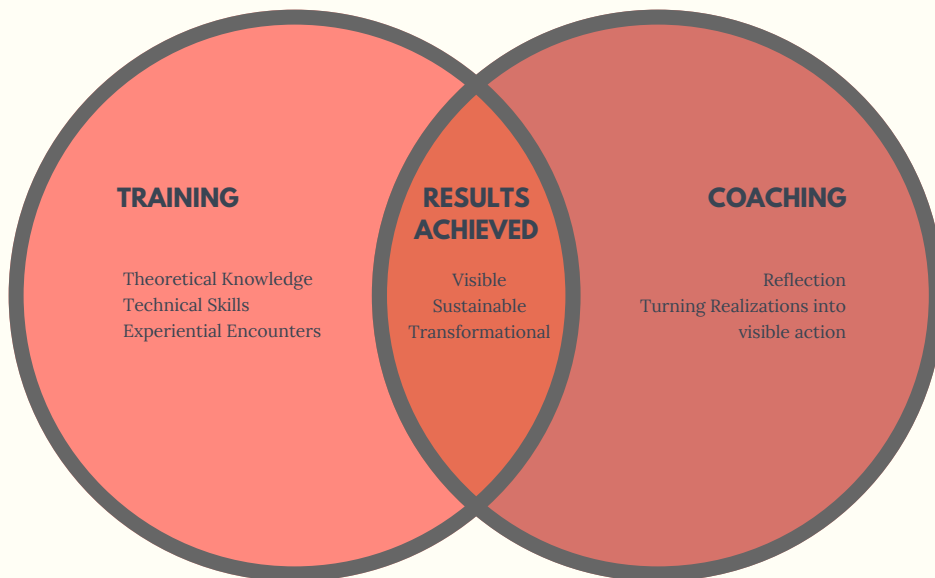 TRAINING
Theoretical Knowledge
Technical Skills
Experiential Encounters
RESULTS
ACHIEVED
Visible
Sustainable
Transformational
COACHING
Reflection
Turning Realizations into
visible action